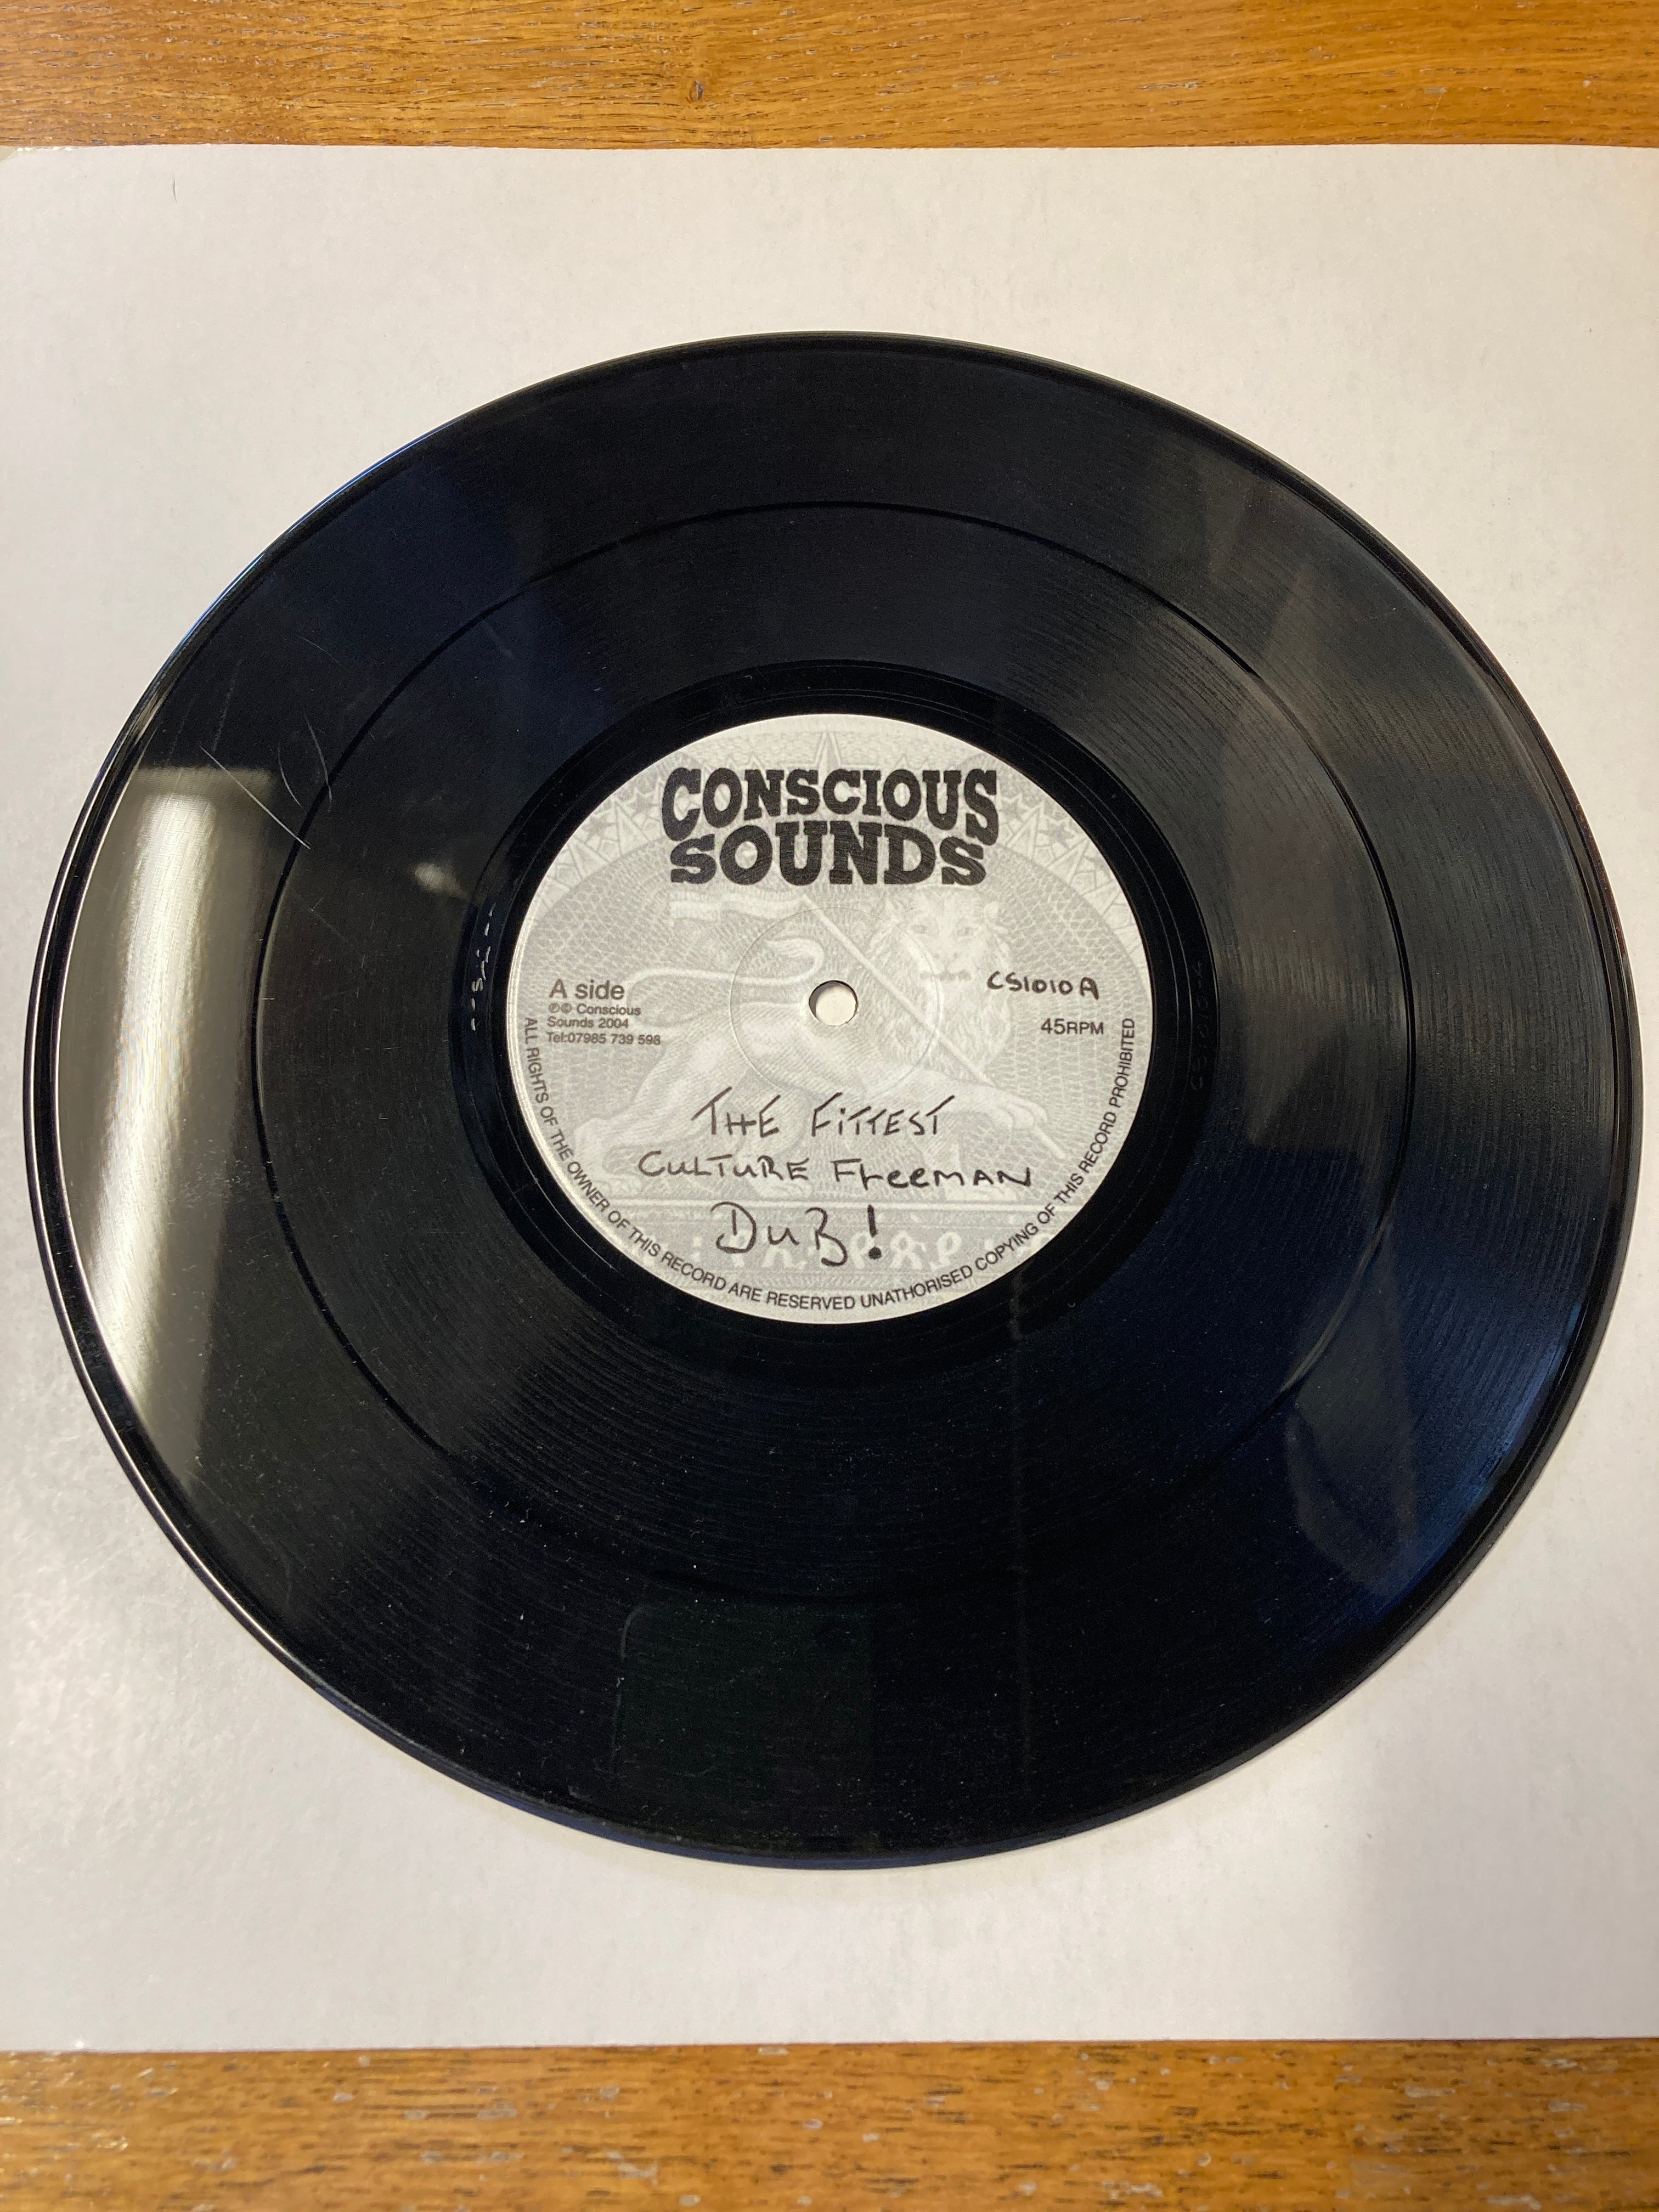 CONSCIOUS
SOUNDS
A side
℗© Conscious
Sounds 2004
Tel:07985 739 598
CS1010A
45RPM
THE FITTEST
CULTURE FREEMAN
DUB!
ALL RIGHTS OF THE OWNER OF THIS RECORD ARE RESERVED UNATHORISED COPYING OF THIS RECORD PROHIBITED